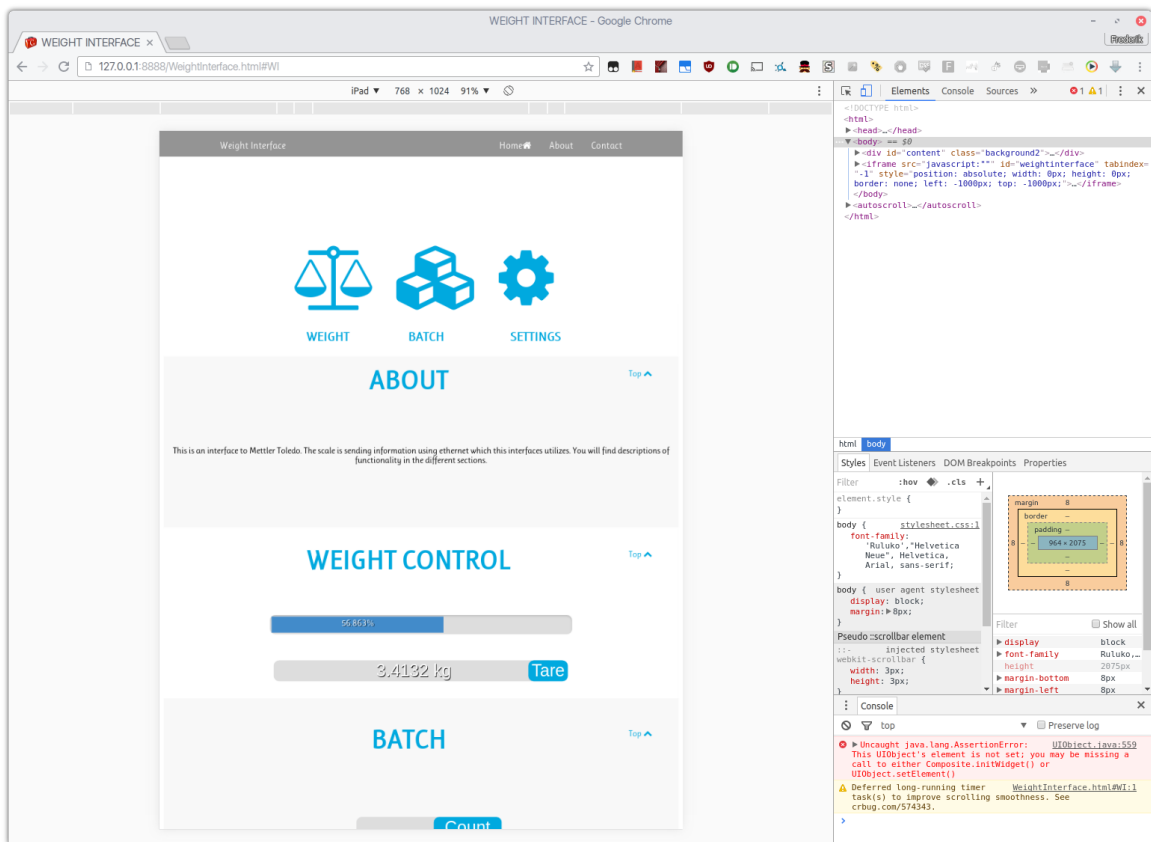 WEIGHT INTERFACE - Google Chrome
WEIGHT INTERFACE ×
Frederik
127.0.0.1:8888/WeightInterface.html#WI
iPad ▼ 768 × 1024 91% ▼
Elements Console Sources » 1 1
Weight Interface Home About Contact
WEIGHT BATCH SETTINGS
ABOUT
Top
This is an interface to Mettler Toledo. The scale is sending information using ethernet which this interfaces utilizes. You will find descriptions of
functionality in the different sections.
WEIGHT CONTROL
Top
56.863%
3.4132 kg Tare
BATCH
Top
Count
<!DOCTYPE html>
<html>
▶<head>…</head>
▼<body> == $0
▶<div id="content" class="background2">…</div>
▶<iframe src="javascript:""" id="weightinterface" tabindex=
"-1" style="position: absolute; width: 0px; height: 0px;
border: none; left: -1000px; top: -1000px;">…</iframe>
</body>
▶<autoscroll>…</autoscroll>
</html>
html body
Styles Event Listeners DOM Breakpoints Properties
Filter :hov .cls +
element.style {
}
body { stylesheet.css:1
font-family:
'Ruluko',"Helvetica
Neue", Helvetica,
Arial, sans-serif;
}
body { user agent stylesheet
display: block;
margin:▶8px;
}
Pseudo ::scrollbar element
::- injected stylesheet
webkit-scrollbar {
width: 3px;
height: 3px;
}
margin 8
border –
padding –
8 – – 964 × 2075 – – 8
–
–
8
Filter Show all
▶display block
▶font-family Ruluko,…
height 2075px
▶margin-bottom 8px
▶margin-left 8px
Console
top ▼ Preserve log
▶Uncaught java.lang.AssertionError: UIObject.java:559
This UIObject's element is not set; you may be missing a
call to either Composite.initWidget() or
UIObject.setElement()
Deferred long-running timer WeightInterface.html#WI:1
task(s) to improve scrolling smoothness. See
crbug.com/574343.
>